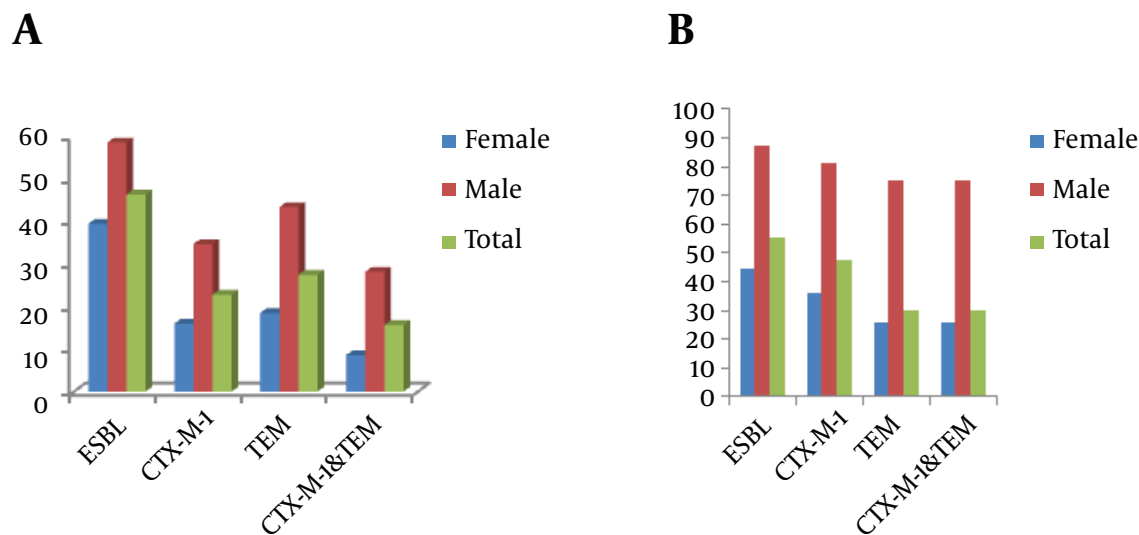 A
60
50
40
30
20
10
0
ESBL
CTX-M-1
TEM
CTX-M-1&TEM
Female
Male
Total
B
100
90
80
70
60
50
40
30
20
10
0
ESBL
CTX-M-1
TEM
CTX-M-1&TEM
Female
Male
Total